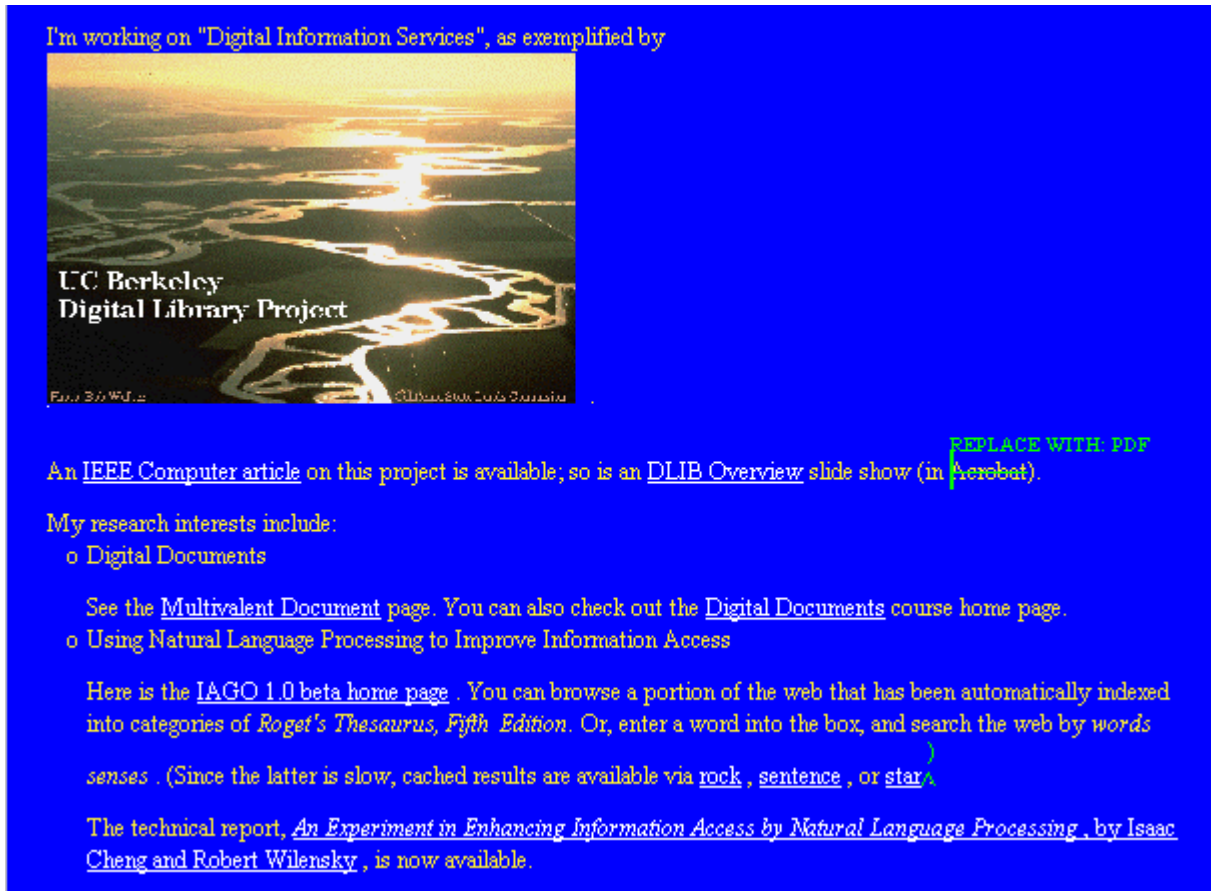 I'm working on "Digital Information Services", as exemplified by
UC Berkeley
Digital Library Project
REPLACE WITH: PDF
An IEEE Computer article on this project is available; so is an DLIB Overview slide show (in Acrobat).
My research interests include:
o Digital Documents
See the Multivalent Document page. You can also check out the Digital Documents course home page.
o Using Natural Language Processing to Improve Information Access
Here is the IAGO 1.0 beta home page . You can browse a portion of the web that has been automatically indexed
into categories of Roget's Thesaurus, Fifth Edition. Or, enter a word into the box, and search the web by words
)
senses . (Since the latter is slow, cached results are available via rock , sentence , or star^
The technical report, An Experiment in Enhancing Information Access by Natural Language Processing , by Isaac
Cheng and Robert Wilensky , is now available.